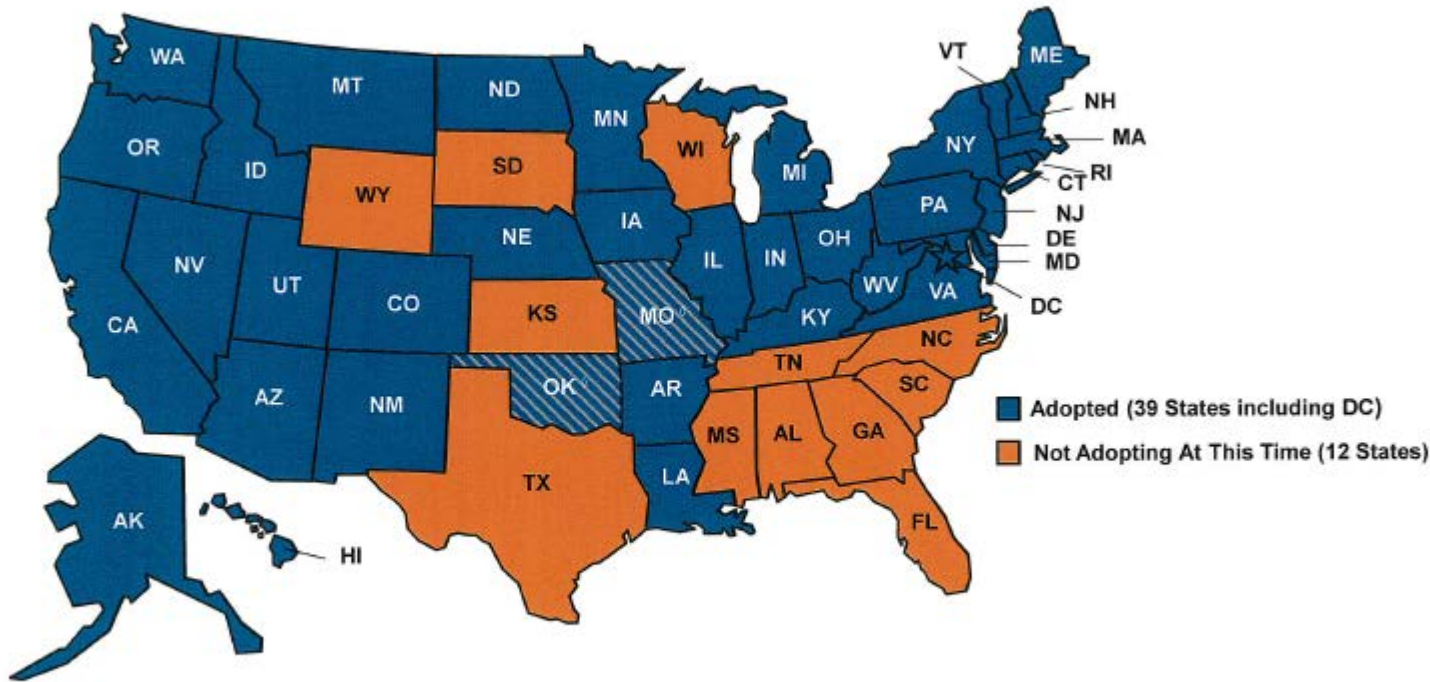 WA
MT
ND
MN
VT
ME
NH
MA
OR
ID
WY
SD
WI
MI
NY
RI
CT
NV
UT
CO
NE
IA
IL
IN
OH
PA
NJ
DE
MD
DC
CA
KS
MO◊
KY
WV
VA
AZ
NM
OK◊
AR
TN
NC
SC
TX
LA
MS
AL
GA
FL
AK
HI
Adopted (39 States including DC)
Not Adopting At This Time (12 States)